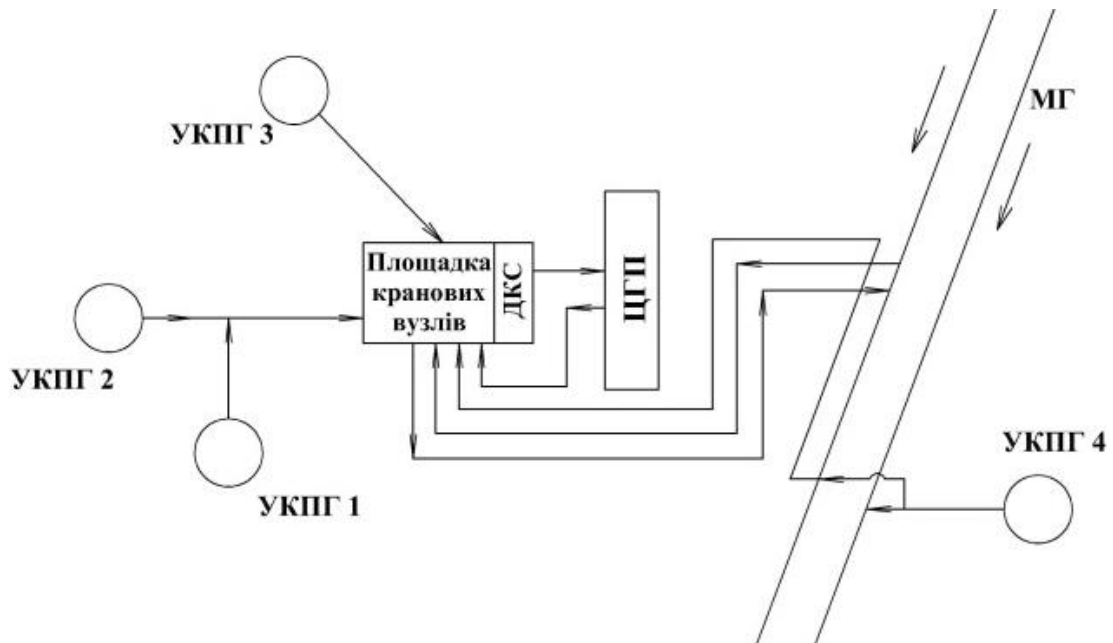 МГ
УКПГ 3
Площадка
кранових
вузлів
ДКС
ЦГП
УКПГ 2
УКПГ 4
УКПГ 1